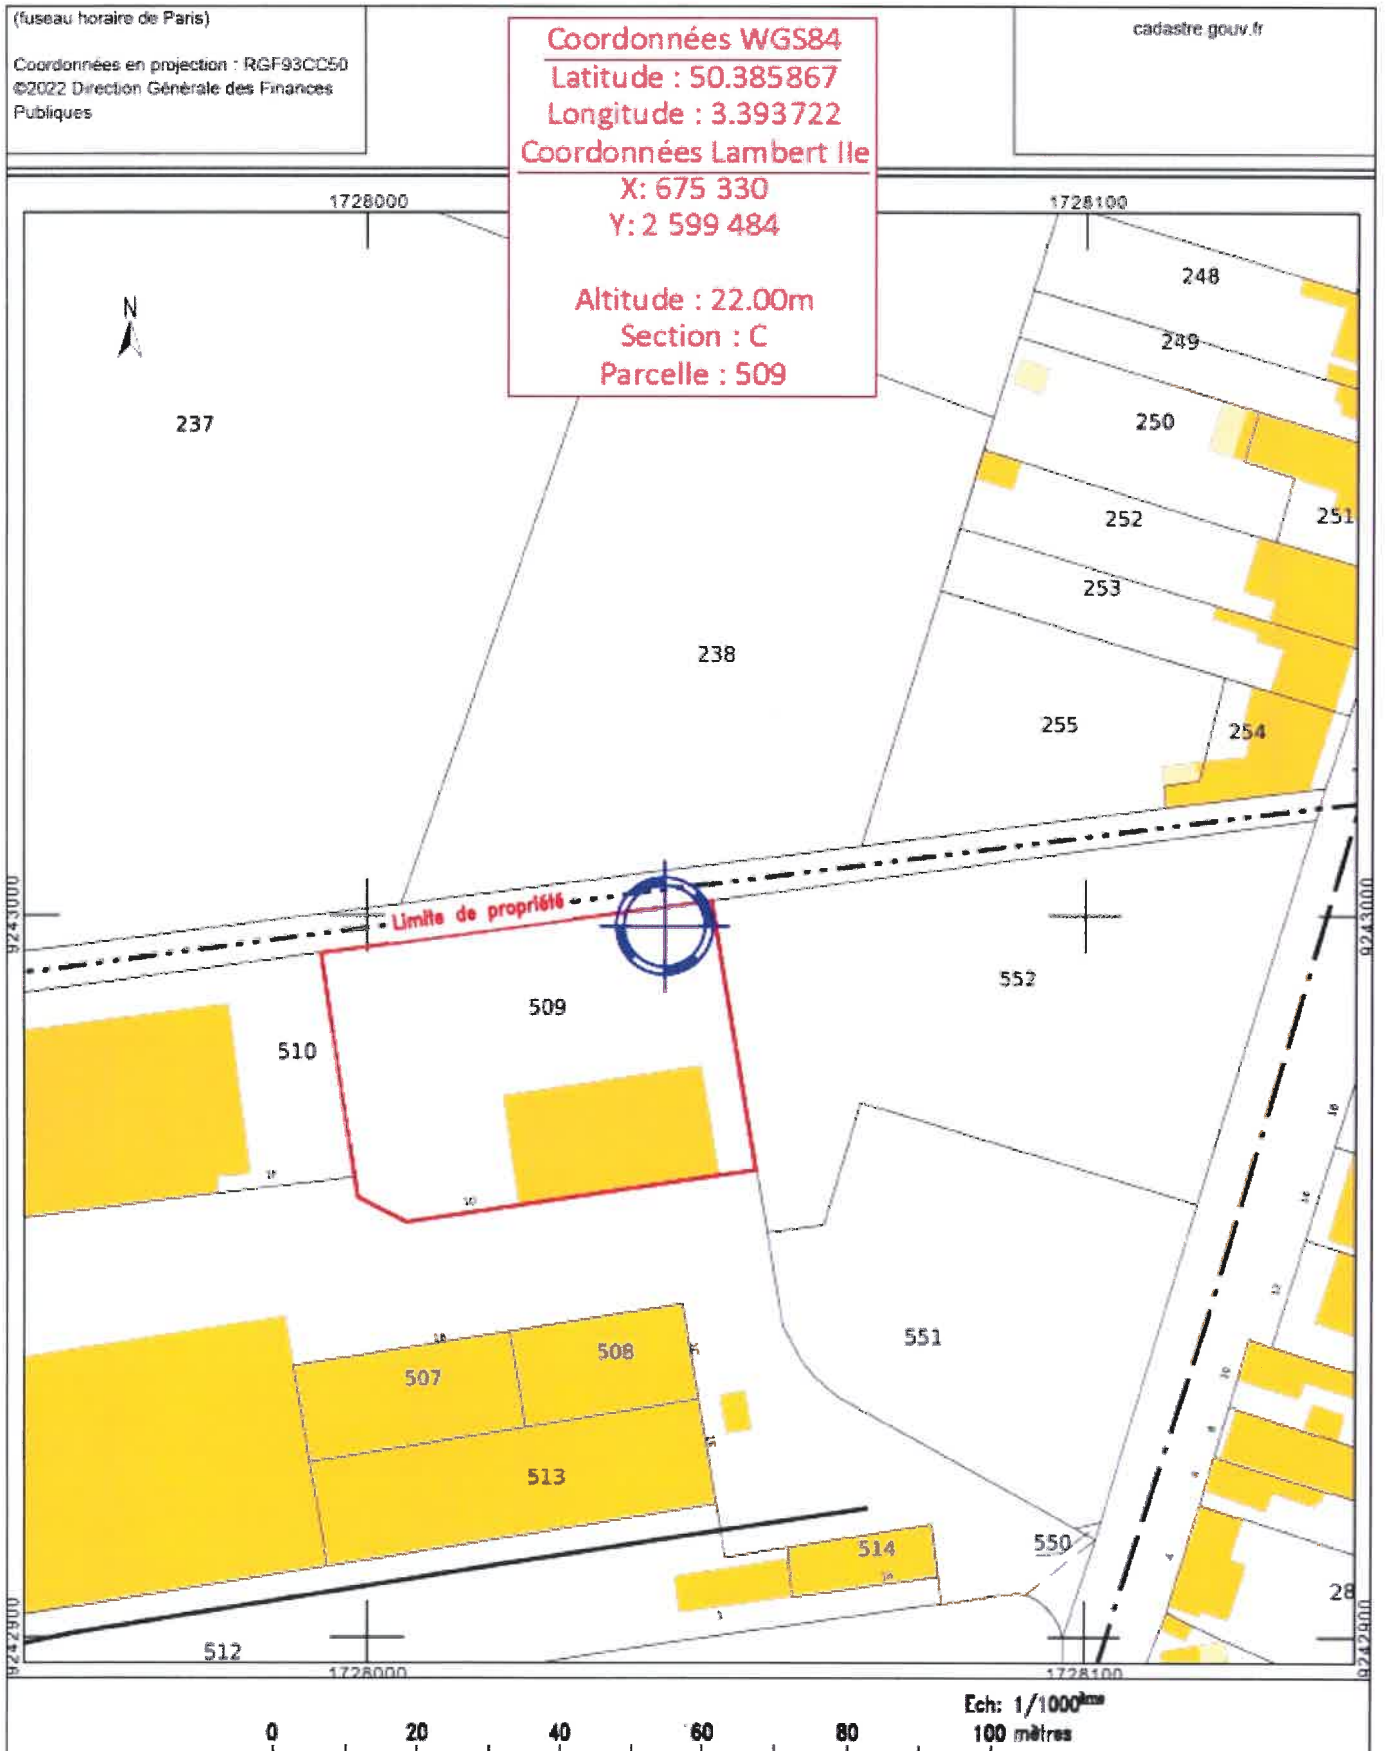 (fuseau horaire de Paris)
Coordonnées en projection : RGF93CC50
©2022 Direction Générale des Finances
Publiques
Coordonnées WGS84
Latitude : 50.385867
Longitude : 3.393722
Coordonnées Lambert IIe
X: 675 330
Y: 2 599 484
Altitude : 22.00m
Section : C
Parcelle : 509
cadastre.gouv.fr
1728000
1728100
N
248
249
237
250
251
252
253
238
255
254
9243000
9243000
Limite de propriété
552
509
510
10
551
18
508
507
15
513
550
514
28
512
9242900
9242900
1728000
1728100
Ech: 1/1000ème
0 20 40 60 80 100 mètres